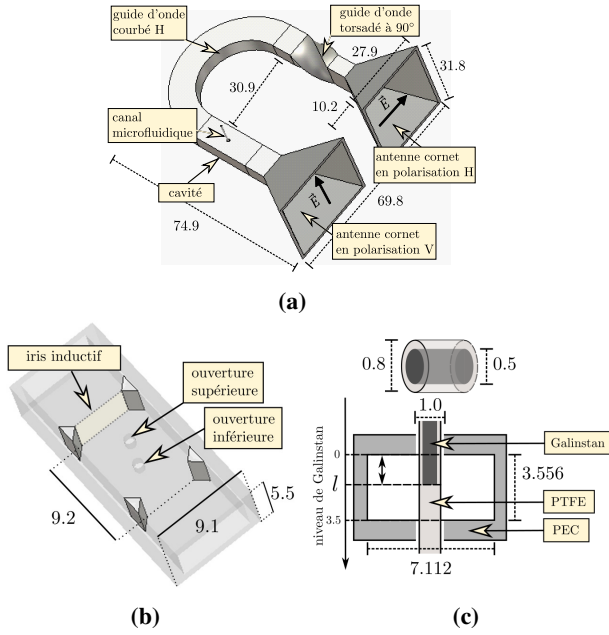 guide d'onde
courbé H
guide d'onde
torsadé à 90°
27.9
31.8
30.9
10.2
E
canal
microfluidique
antenne cornet
en polarisation H
cavité
E
69.8
74.9
antenne cornet
en polarisation V
(a)
iris inductif
ouverture
supérieure
ouverture
inférieure
5.5
9.2
9.1
(b)
0.8
0.5
1.0
Galinstan
niveau de Galinstan
0
l
3.556
PTFE
3.5
PEC
7.112
(c)